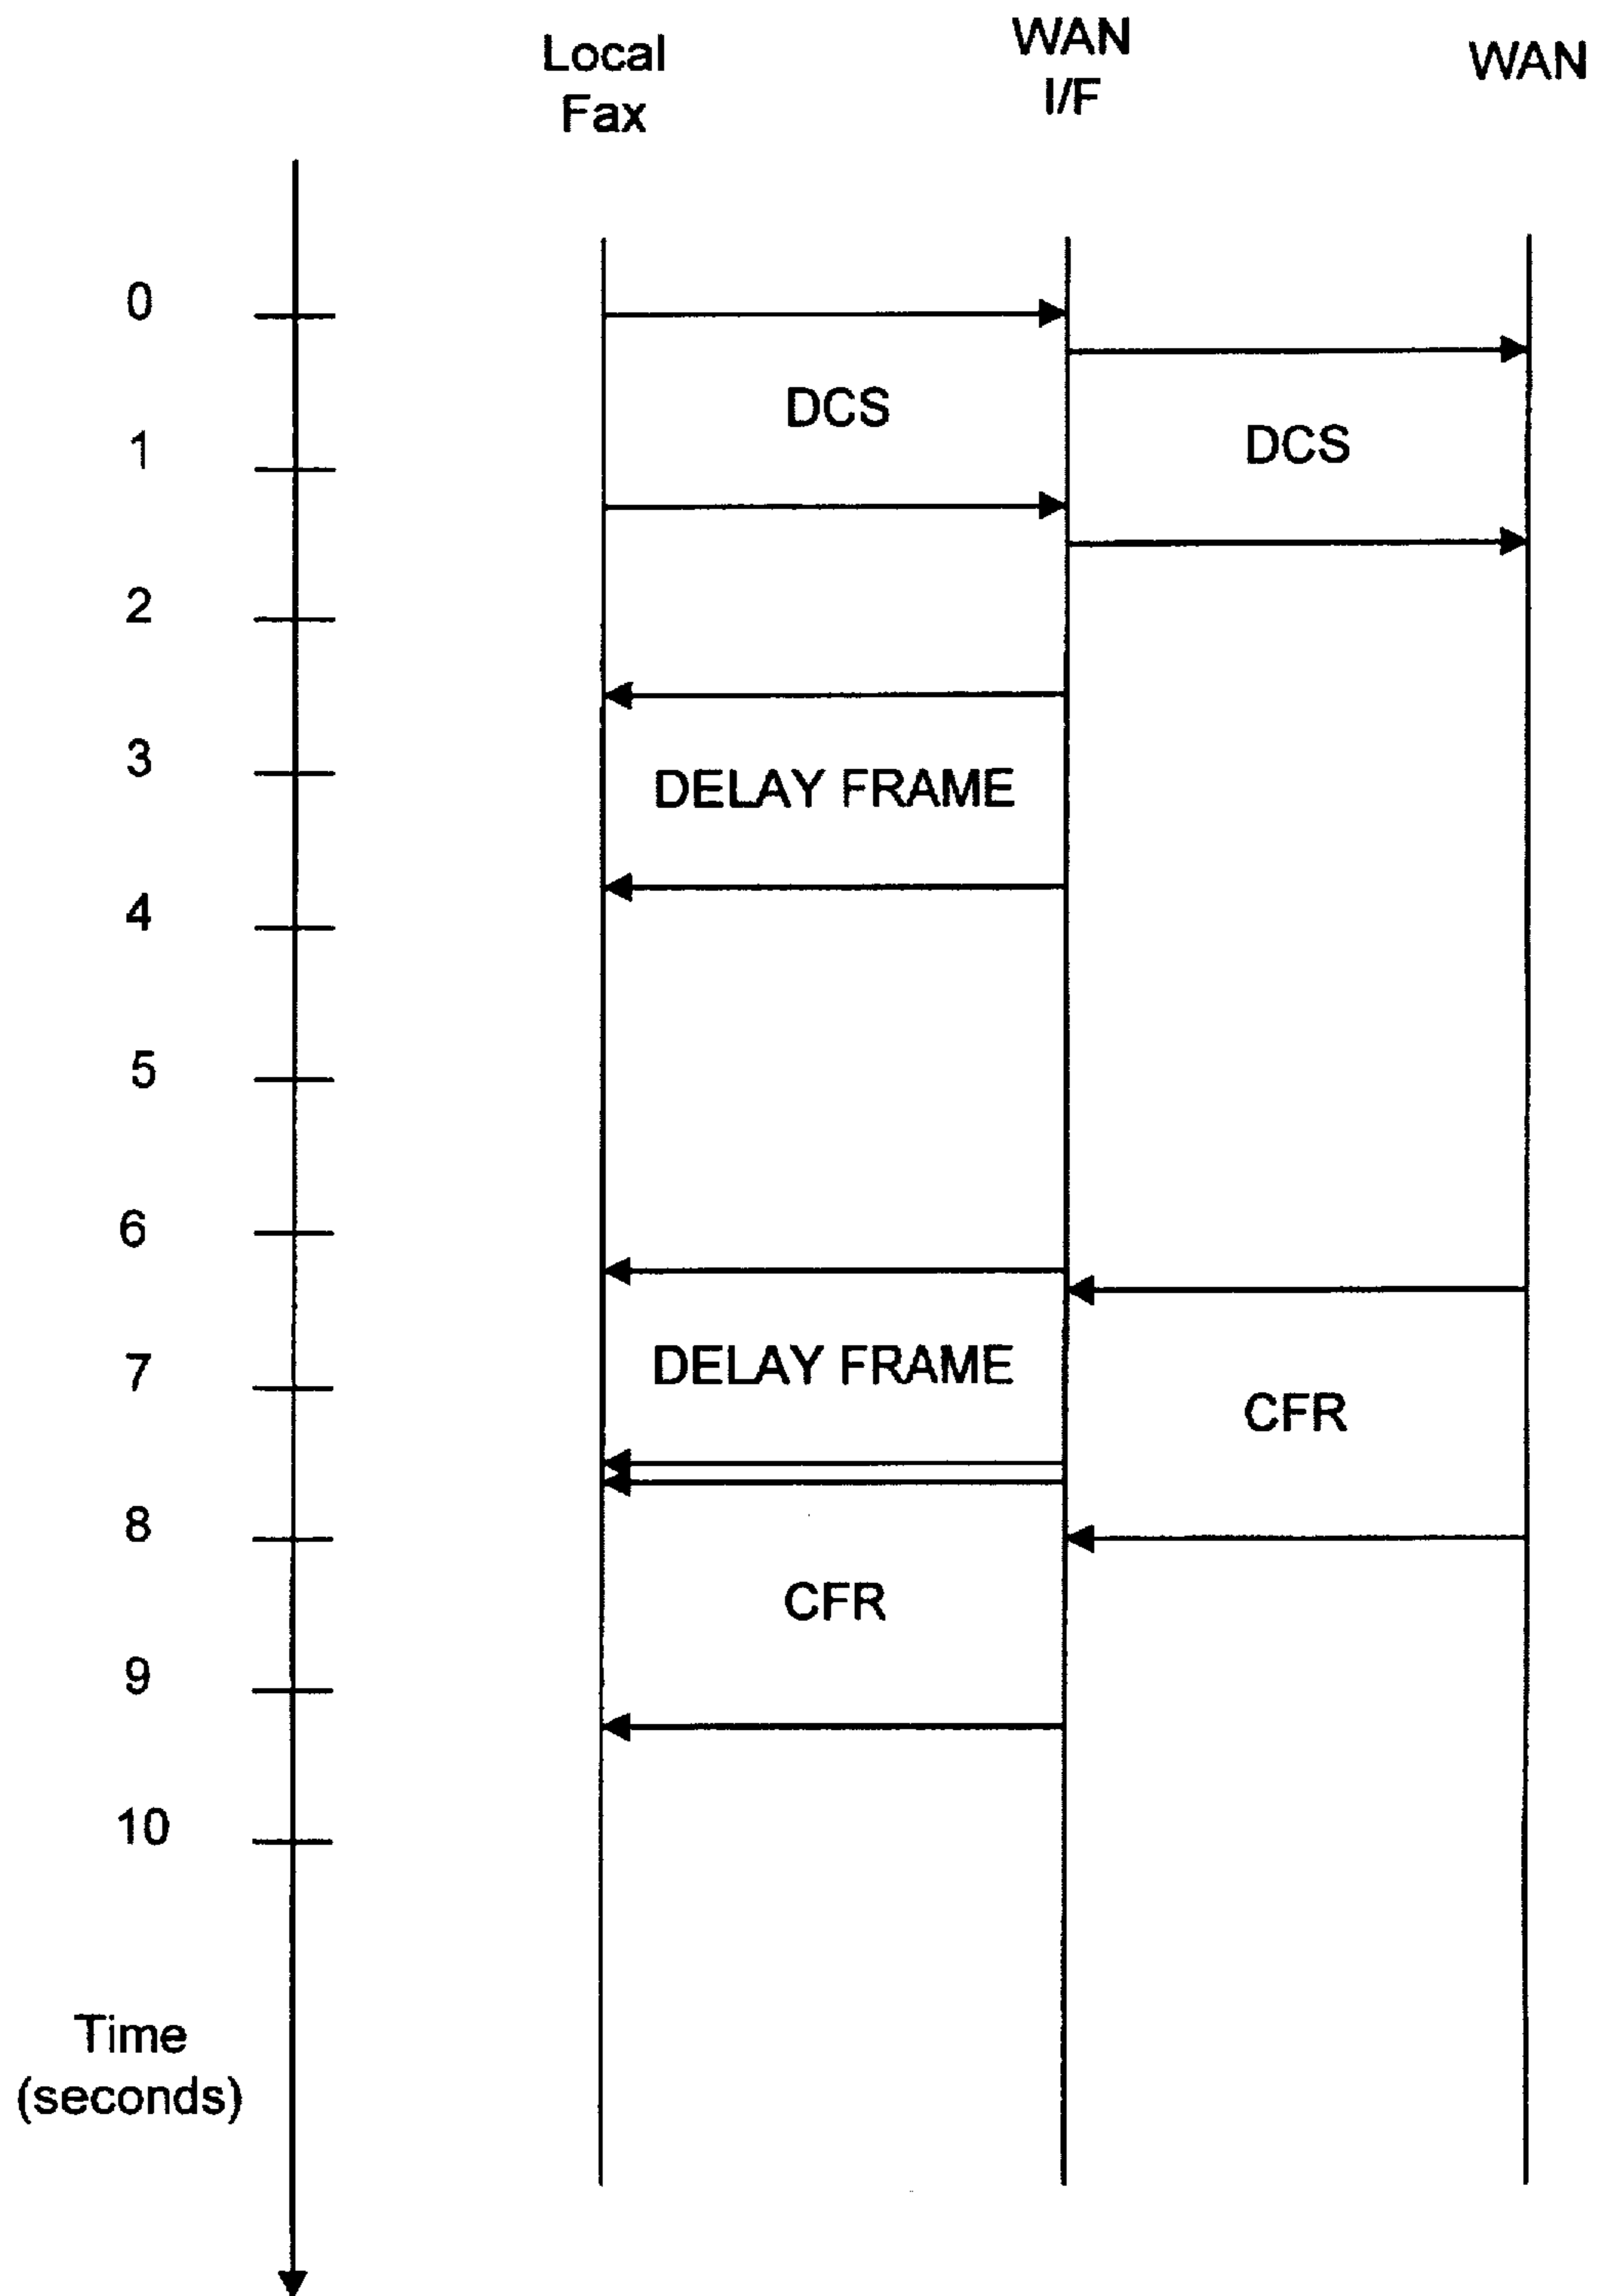 Local
Fax
WAN
I/F
WAN
0
DCS
1
DCS
2
3
DELAY FRAME
4
5
6
7
DELAY FRAME
CFR
8
CFR
9
10
Time
(seconds)